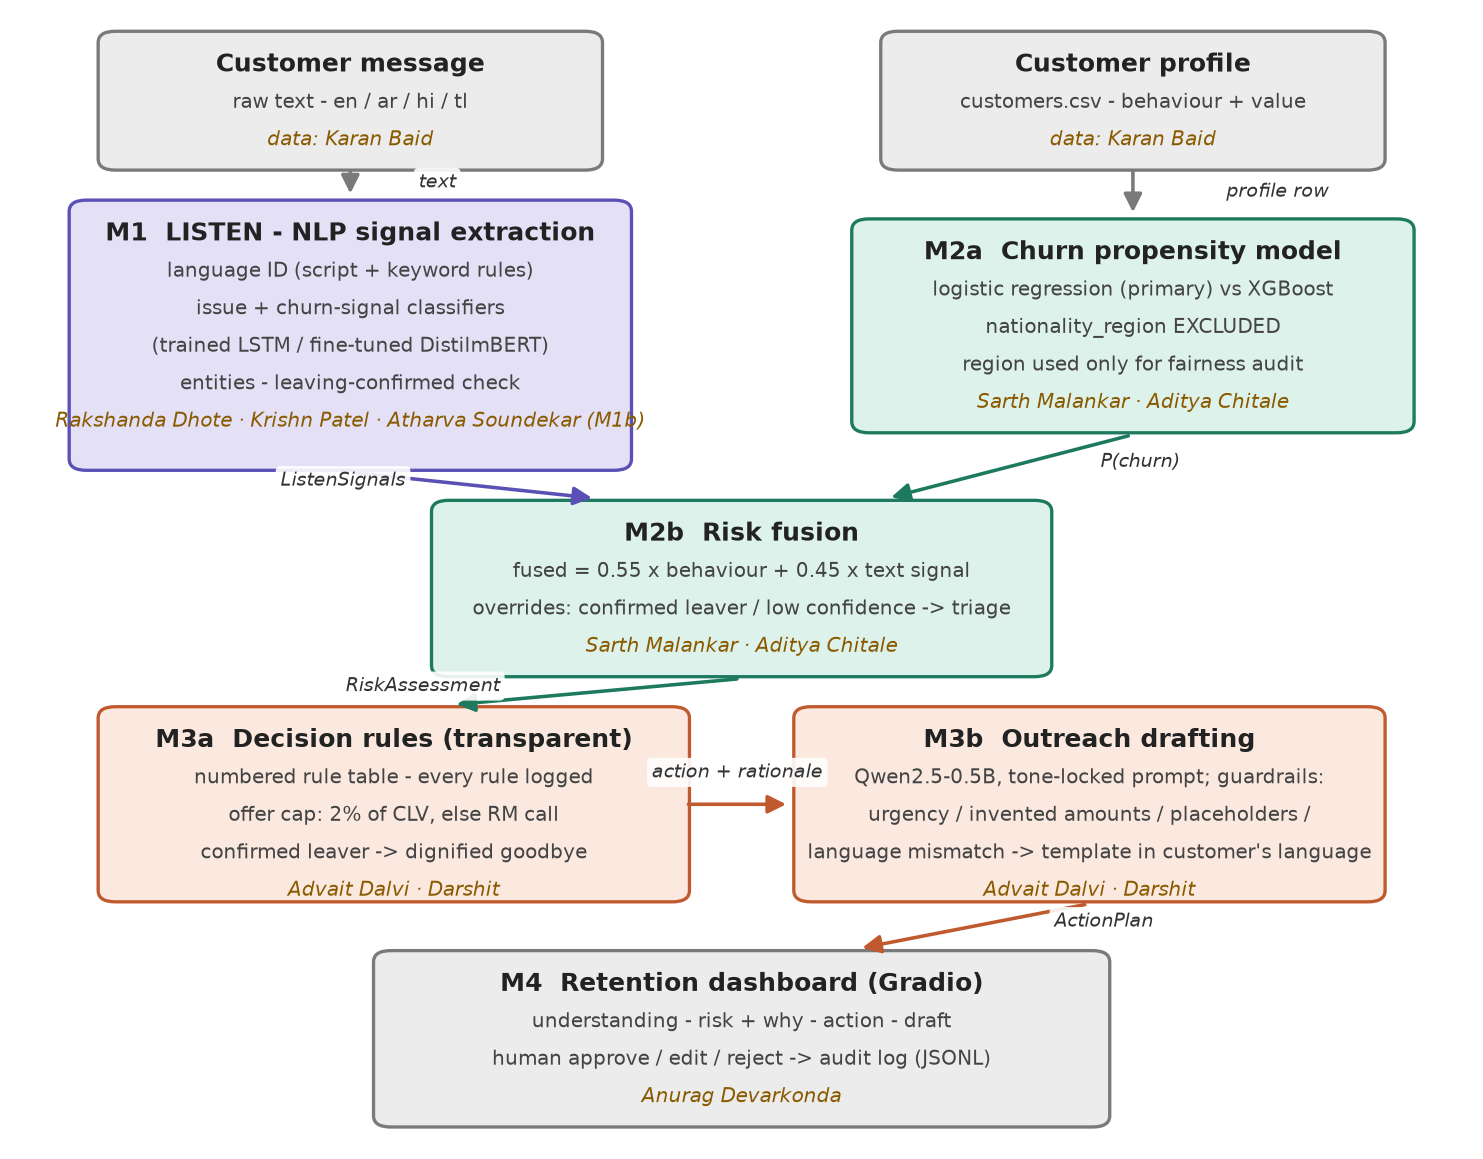 Customer message
raw text - en / ar / hi / tl
data: Karan Baid
text
Customer profile
customers.csv - behaviour + value
data: Karan Baid
profile row
M1  LISTEN - NLP signal extraction
language ID (script + keyword rules)
issue + churn-signal classifiers
(trained LSTM / fine-tuned DistilmBERT)
entities - leaving-confirmed check
Rakshanda Dhote · Krishn Patel · Atharva Soundekar (M1b)
ListenSignals
M2a  Churn propensity model
logistic regression (primary) vs XGBoost
nationality_region EXCLUDED
region used only for fairness audit
Sarth Malankar · Aditya Chitale
P(churn)
M2b  Risk fusion
fused = 0.55 x behaviour + 0.45 x text signal
overrides: confirmed leaver / low confidence -> triage
Sarth Malankar · Aditya Chitale
RiskAssessment
M3a  Decision rules (transparent)
numbered rule table - every rule logged
offer cap: 2% of CLV, else RM call
confirmed leaver -> dignified goodbye
Advait Dalvi · Darshit
action + rationale
M3b  Outreach drafting
Qwen2.5-0.5B, tone-locked prompt; guardrails:
urgency / invented amounts / placeholders /
language mismatch -> template in customer's language
Advait Dalvi · Darshit
ActionPlan
M4  Retention dashboard (Gradio)
understanding - risk + why - action - draft
human approve / edit / reject -> audit log (JSONL)
Anurag Devarkonda